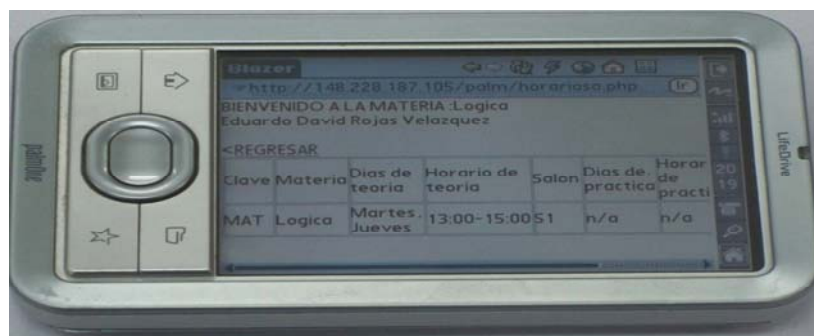 palmOne
Blazer
http://148.228.187.105/palm/horariasa.php Ir
BIENVENIDO A LA MATERIA :Logica
Eduardo David Rojas Velazquez
<REGRESAR
Clave Materia Dias de teoria Horario de teoria Salon Dias de practica Horar de practi
MAT Logica Martes, Jueves 13:00-15:00 S1 n/a n/a
20
19
LifeDrive